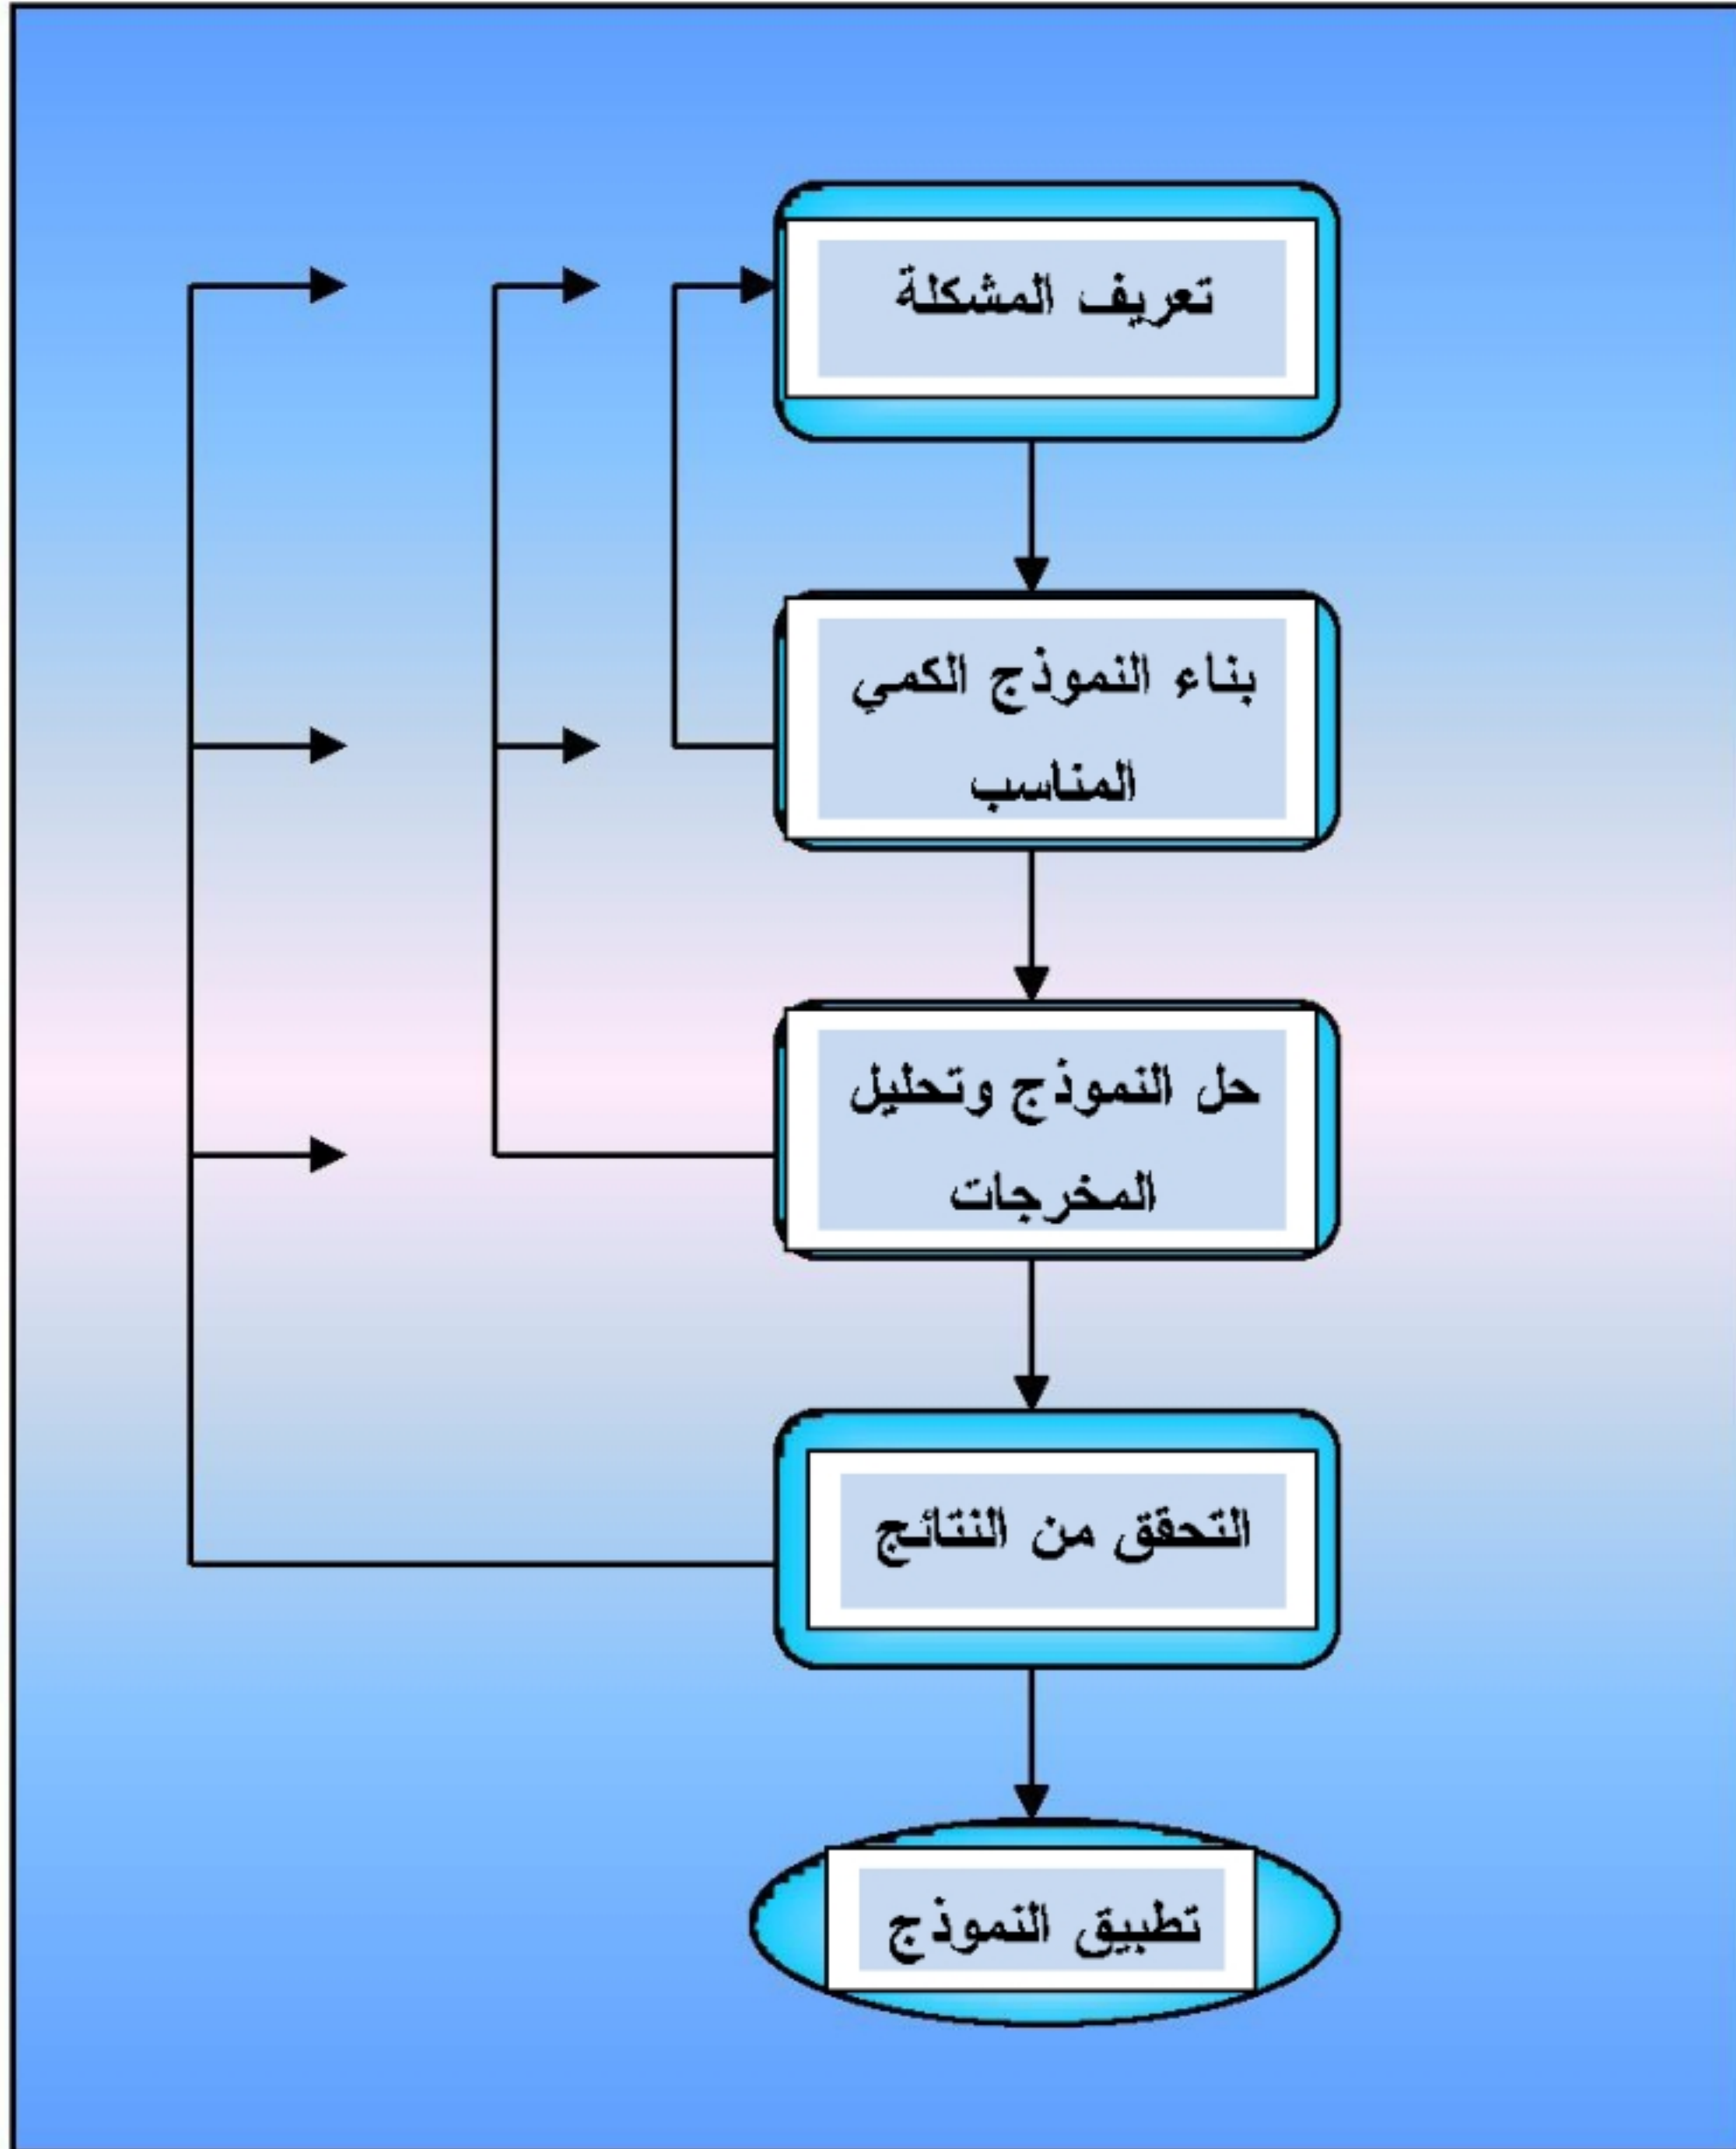 تعريف المشكلة
بناء النموذج الكمي
المناسب
حل النموذج وتحليل
المخرجات
التحقق من النتائج
تطبيق النموذج